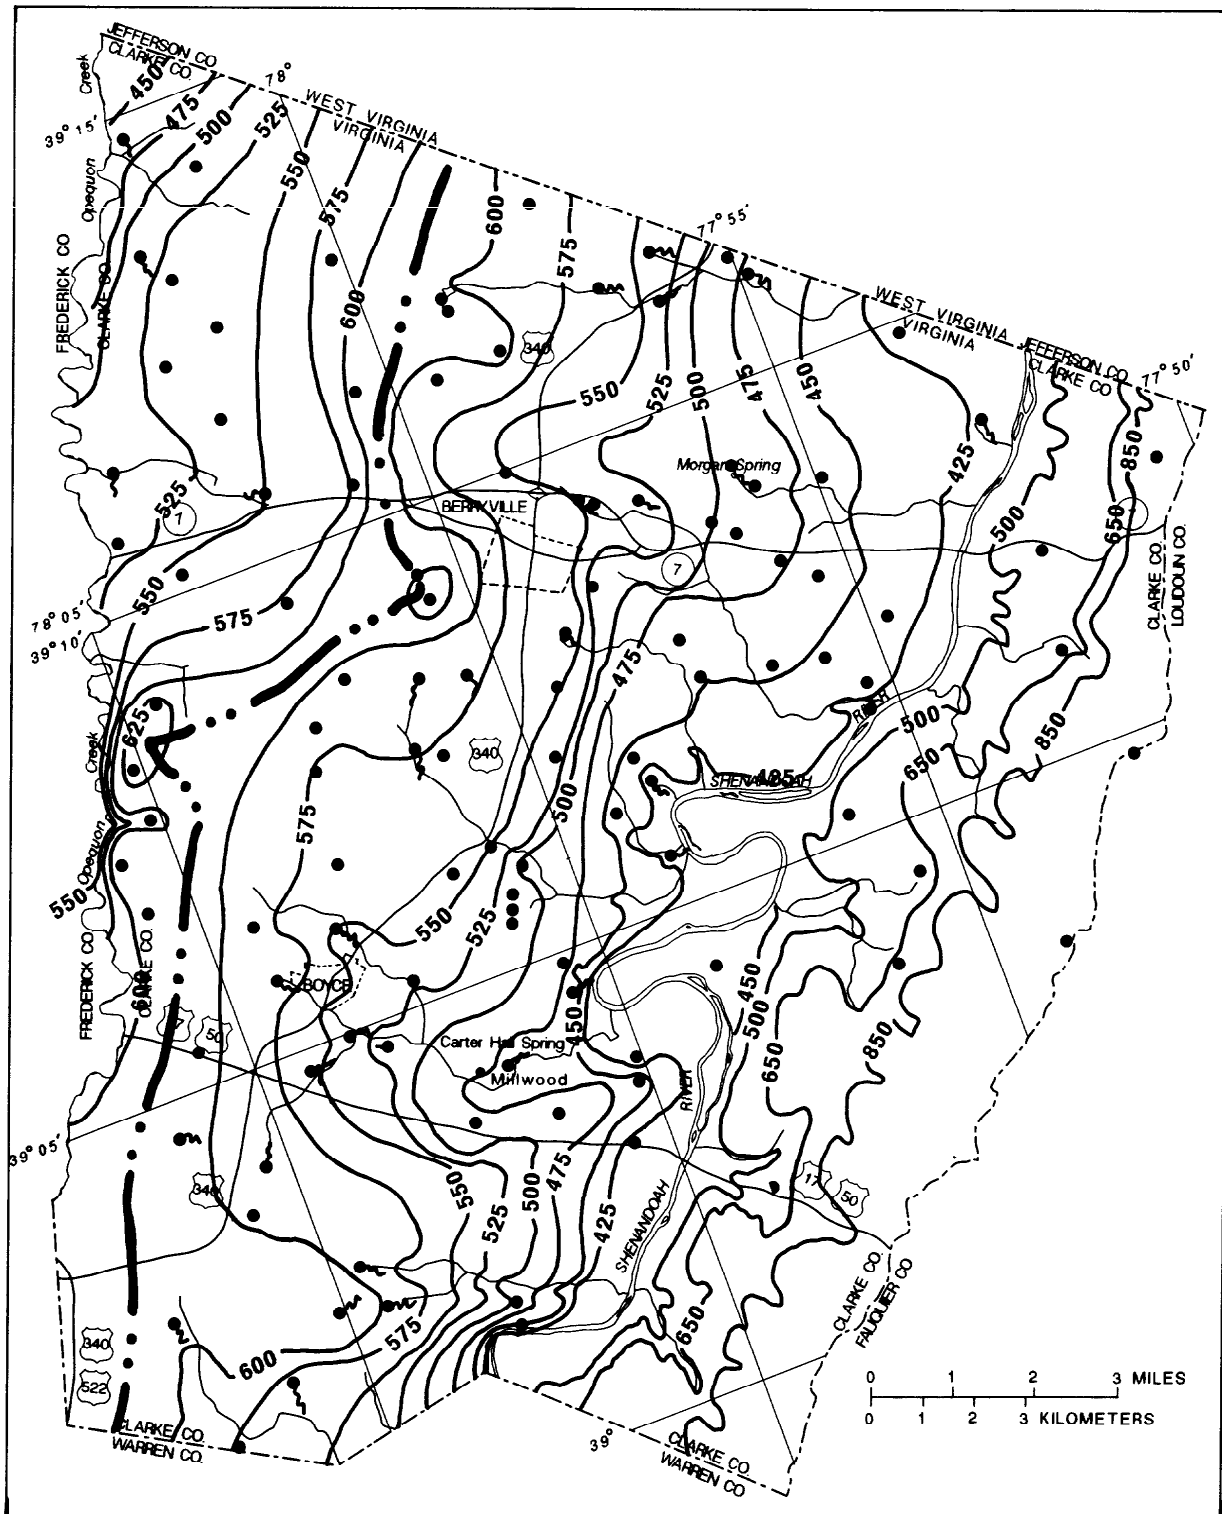 JEFFERSON CO
CLARKE CO.
Creek
450
475
500
525
78°
WEST VIRGINIA
VIRGINIA
39° 15'
Opequon
550
575
600
600
575
77° 55'
FREDERICK CO
CLARKE CO.
600
340
WEST VIRGINIA
VIRGINIA
JEFFERSON CO.
CLARKE CO
77° 50'
550
525
500
475
450
425
850
Morgan Spring
525
7
BERRYVILLE
500
650
7
CLARKE CO.
LOUDOUN CO.
550
78° 05'
39° 10'
575
475
625
Creek
340
RIVER
500
650
850
SHENANDOAH
425
575
500
Opequon
550
550
525
FREDERICK CO
CLARKE CO.
600
BOYCE
450
500
450
650
850
50
Carter Hall Spring
Millwood
RIVER
39° 05'
340
550
525
500
475
425
SHENANDOAH
17
50
CLARKE CO.
FAUQUIER CO
340
522
600
575
650
0 1 2 3 MILES
0 1 2 3 KILOMETERS
CLARKE CO.
WARREN CO.
39°
CLARKE CO.
WARREN CO